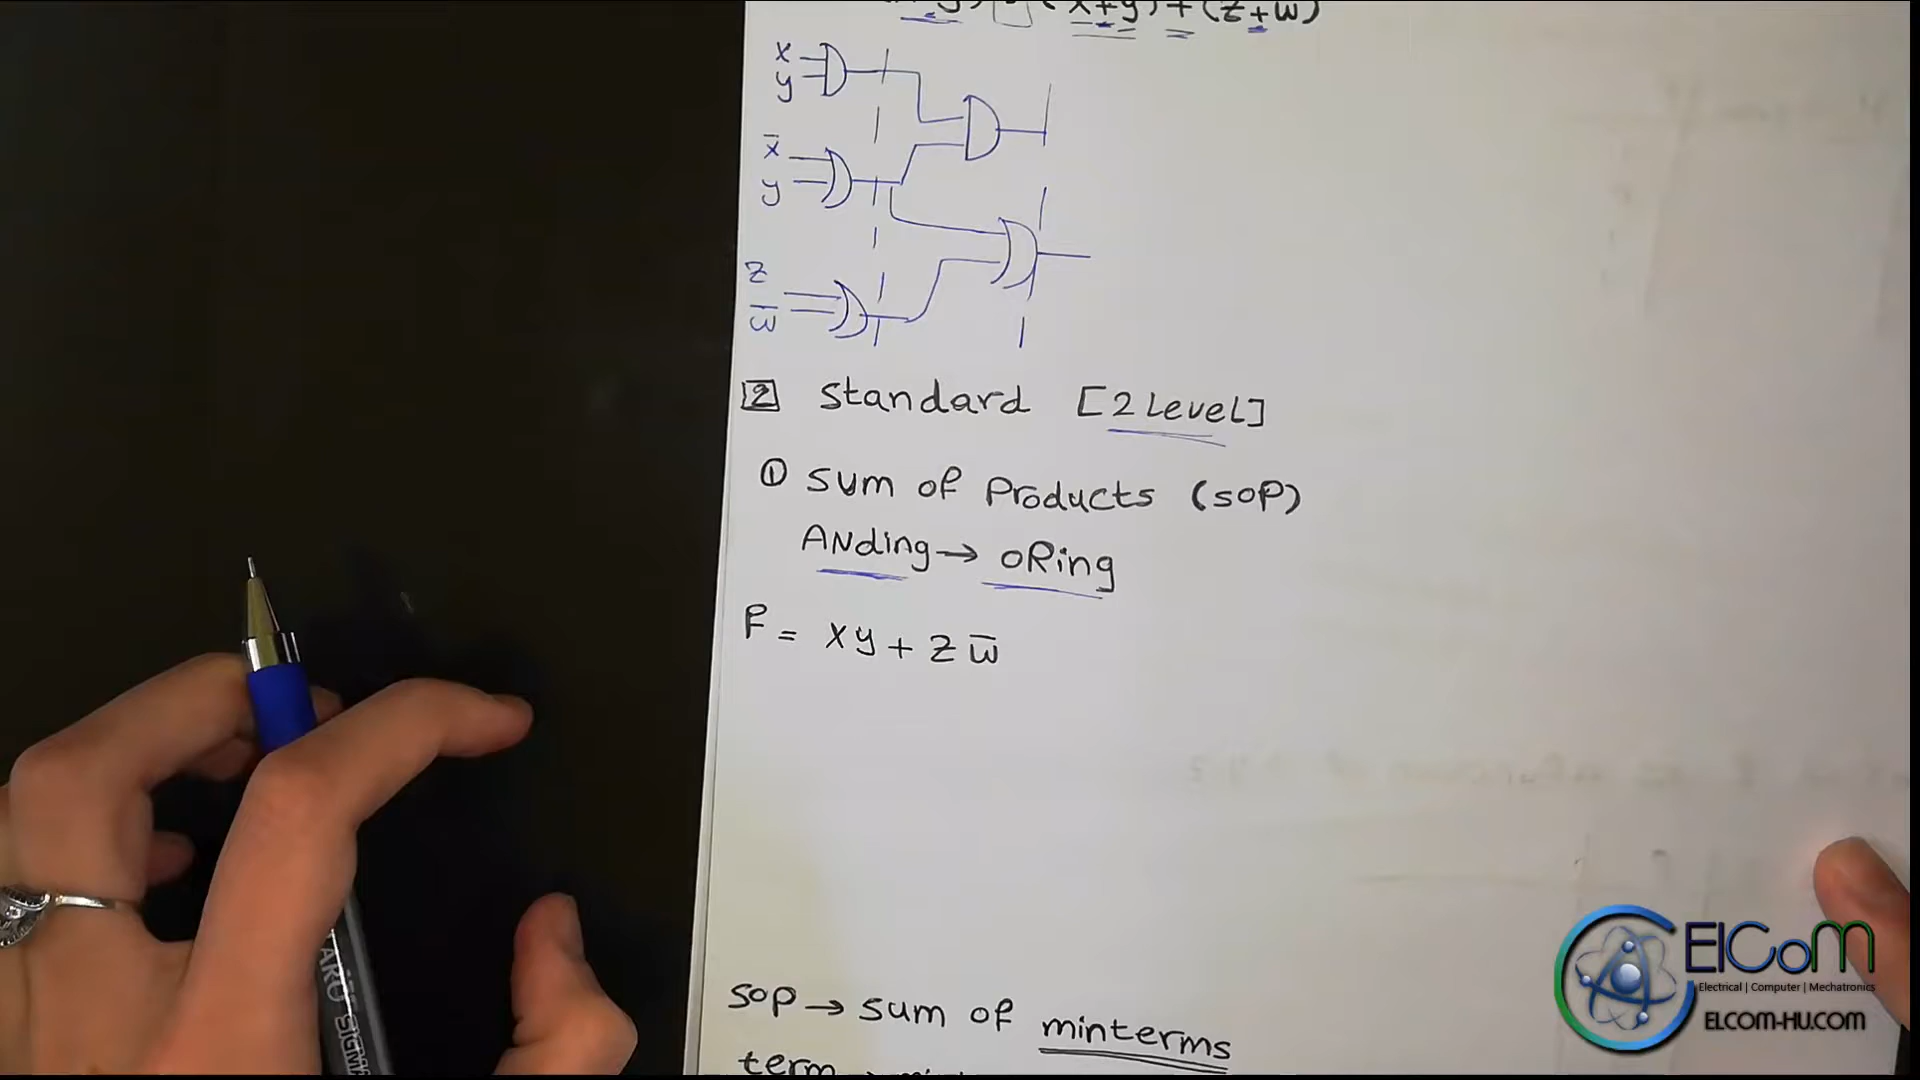 (x+y)+(z+w)
x
y
x̄
y
z
w̄
2 Standard [2 Level]
① Sum of Products (SOP)
ANding → ORing
F = xy + z w̄
SOP → sum of minterms
term →
ElCoM
Electrical | Computer | Mechatronics
ELCOM-HU.COM